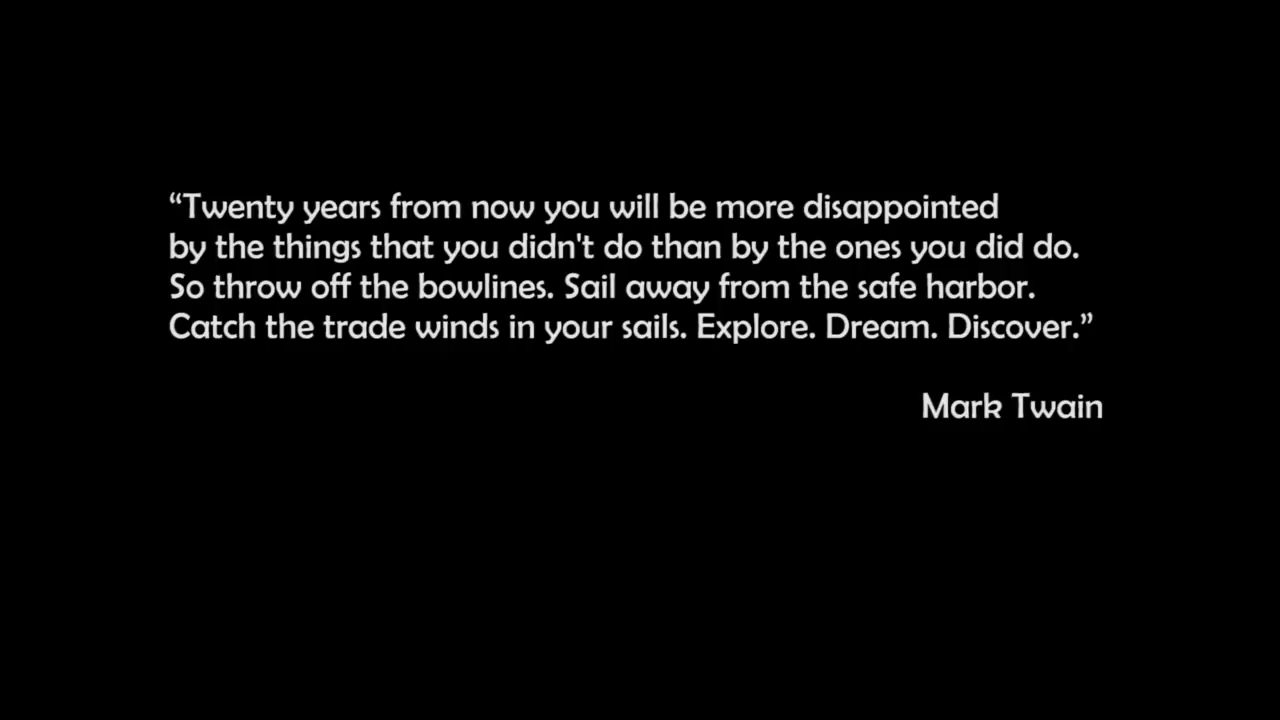 “Twenty years from now you will be more disappointed
by the things that you didn't do than by the ones you did do.
So throw off the bowlines. Sail away from the safe harbor.
Catch the trade winds in your sails. Explore. Dream. Discover.”
Mark Twain